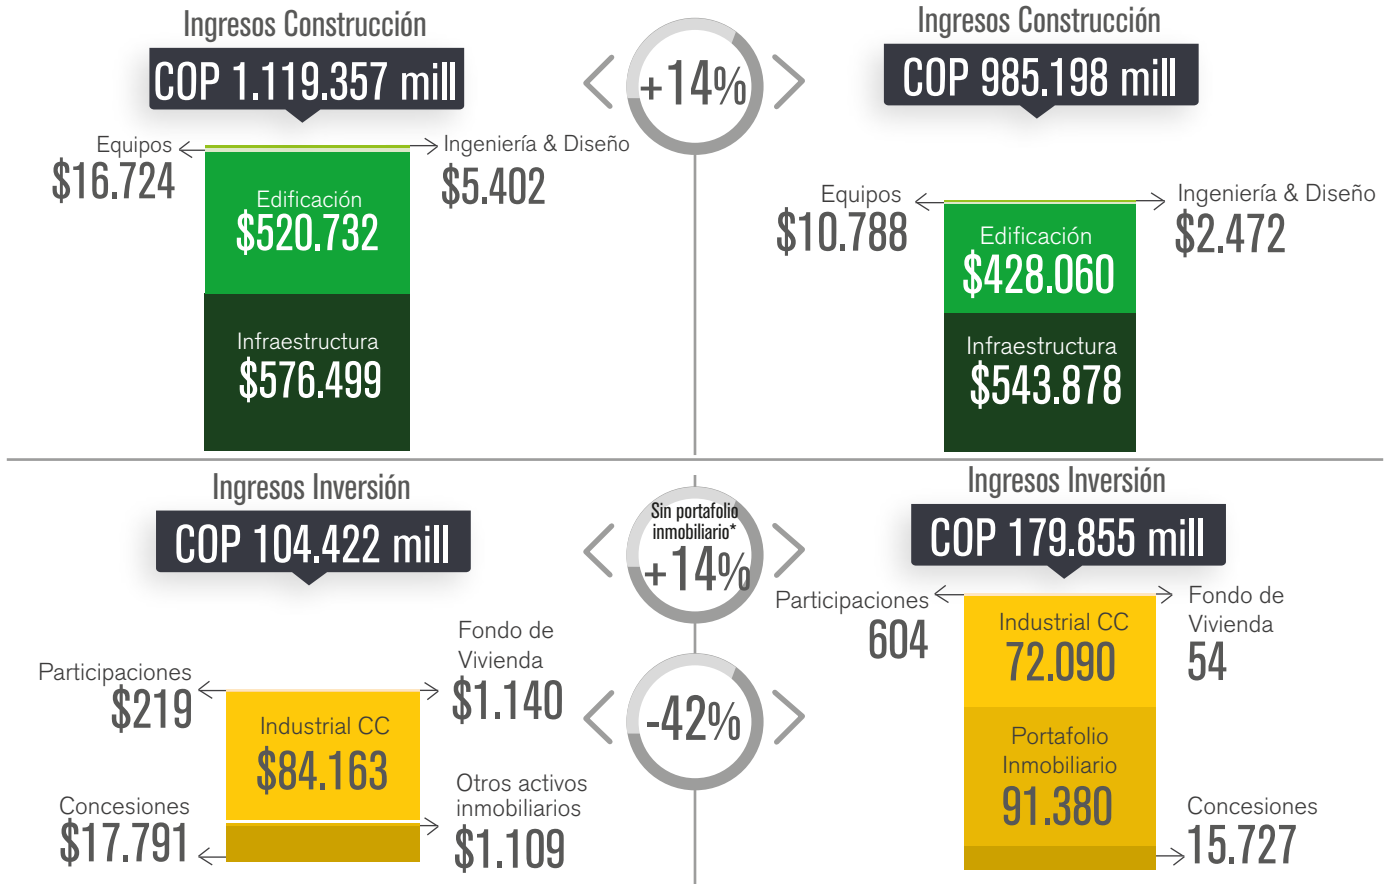 Ingresos Construcción
COP 1.119.357 mill
Equipos
$16.724
Ingeniería & Diseño
$5.402
Edificación
$520.732
Infraestructura
$576.499
+14%
Ingresos Construcción
COP 985.198 mill
Equipos
$10.788
Ingeniería & Diseño
$2.472
Edificación
$428.060
Infraestructura
$543.878
Ingresos Inversión
COP 104.422 mill
Participaciones
$219
Fondo de
Vivienda
$1.140
Industrial CC
$84.163
Concesiones
$17.791
Otros activos
inmobiliarios
$1.109
Sin portafolio
inmobiliario*
+14%
-42%
Ingresos Inversión
COP 179.855 mill
Participaciones
604
Fondo de
Vivienda
54
Industrial CC
72.090
Portafolio
Inmobiliario
91.380
Concesiones
15.727